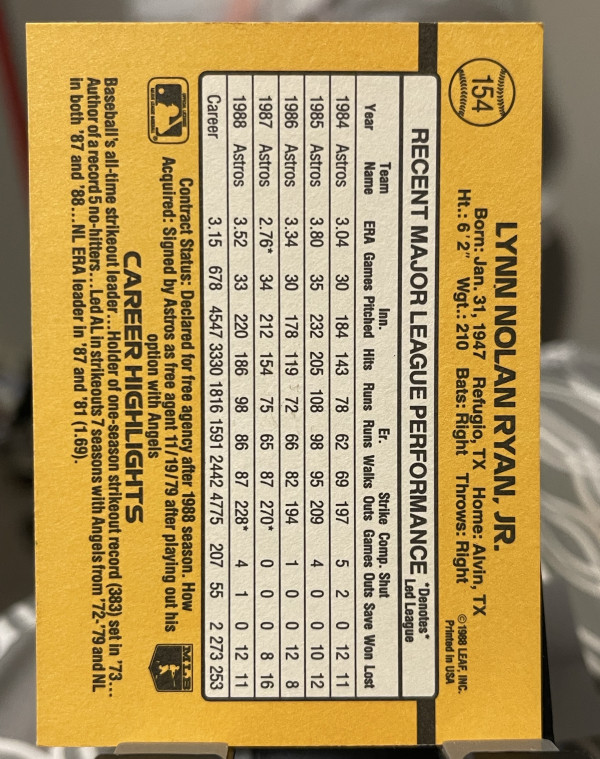 154
LYNN NOLAN RYAN, JR.
Born: Jan. 31, 1947 Refugio, TX Home: Alvin, TX
Ht.: 6'2" Wgt.: 210 Bats: Right Throws: Right
© 1988 LEAF, INC.
Printed in USA
RECENT MAJOR LEAGUE PERFORMANCE *Denotes*
Led League
Team Inn. Er. Strike Comp. Shut
Year Name ERA Games Pitched Hits Runs Runs Walks Outs Games Outs Save Won Lost
1984 Astros 3.04 30 184 143 78 62 69 197 5 2 0 12 11
1985 Astros 3.80 35 232 205 108 98 95 209 4 0 0 10 12
1986 Astros 3.34 30 178 119 72 66 82 194 1 0 0 12 8
1987 Astros 2.76* 34 212 154 75 65 87 270* 0 0 0 8 16
1988 Astros 3.52 33 220 186 98 86 87 228* 4 1 0 12 11
Career 3.15 678 4547 3330 1816 1591 2442 4775 207 55 2 273 253
Contract Status: Declared for free agency after 1988 season. How
Acquired: Signed by Astros as free agent 11/19/79 after playing out his
option with Angels
MLB
CAREER HIGHLIGHTS
Baseball's all-time strikeout leader...Holder of one-season strikeout record (383) set in '73...
Author of a record 5 no-hitters...Led AL in strikeouts 7 seasons with Angels from '72-'79 and NL
in both '87 and '88...NL ERA leader in '87 and '81 (1.69).